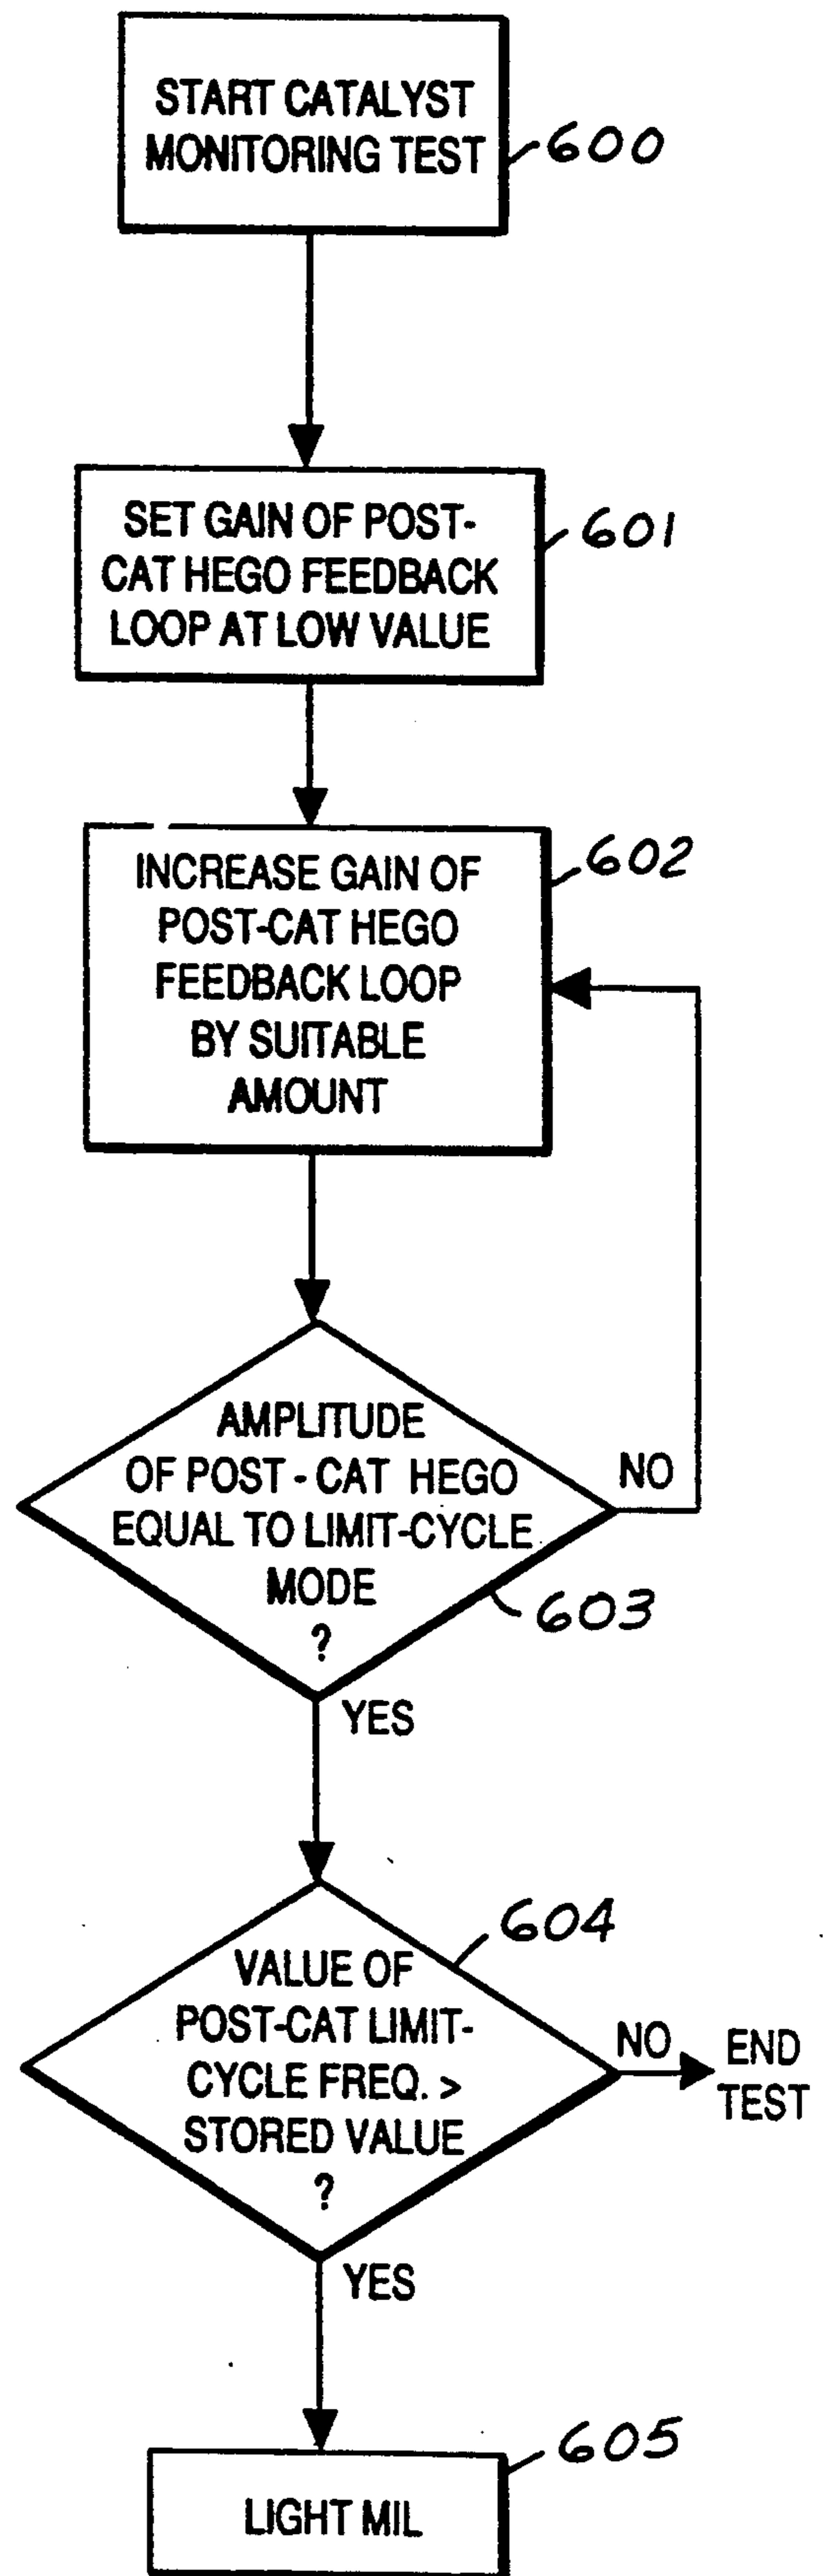 START CATALYST
MONITORING TEST
600
SET GAIN OF POST-
CAT HEGO FEEDBACK
LOOP AT LOW VALUE
601
INCREASE GAIN OF
POST-CAT HEGO
FEEDBACK LOOP
BY SUITABLE
AMOUNT
602
AMPLITUDE
OF POST - CAT HEGO
EQUAL TO LIMIT-CYCLE
MODE
?
NO
603
YES
604
VALUE OF
POST-CAT LIMIT-
CYCLE FREQ. >
STORED VALUE
?
NO
END
TEST
YES
605
LIGHT MIL